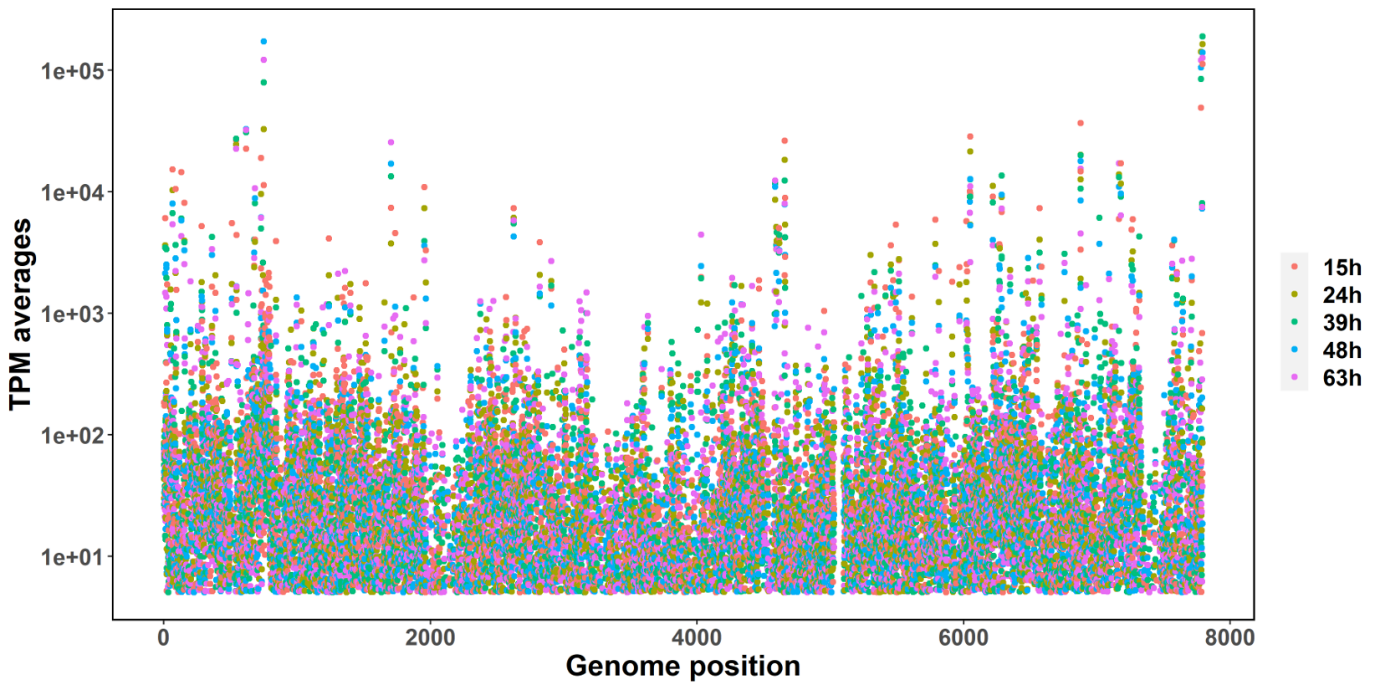 TPM averages
1e+05
1e+04
1e+03
1e+02
1e+01
0 2000 4000 6000 8000
Genome position
15h
24h
39h
48h
63h